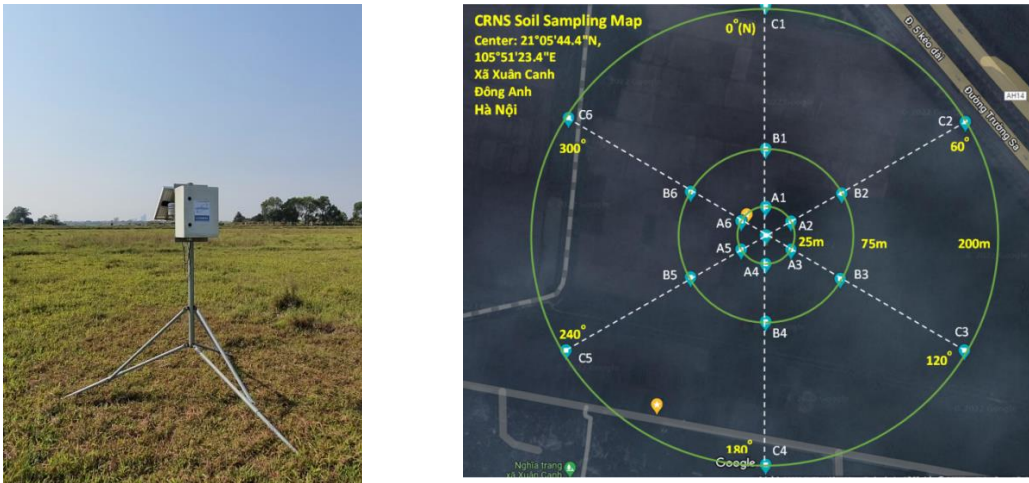 CRNS Soil Sampling Map
Center: 21°05'44.4"N,
105°51'23.4"E
Xã Xuân Canh
Đông Anh
Hà Nội
0°(N)
C1
Đ. S.kéo dài
AH14
Đường Trường Sa
C6
300°
C2
60°
B1
B6
B2
A1
A6
A2
A5
A3
A4
25m
75m
200m
B5
B3
B4
240°
C5
C3
120°
180°
C4
Google
Nghĩa trang
xã Xuân Canh